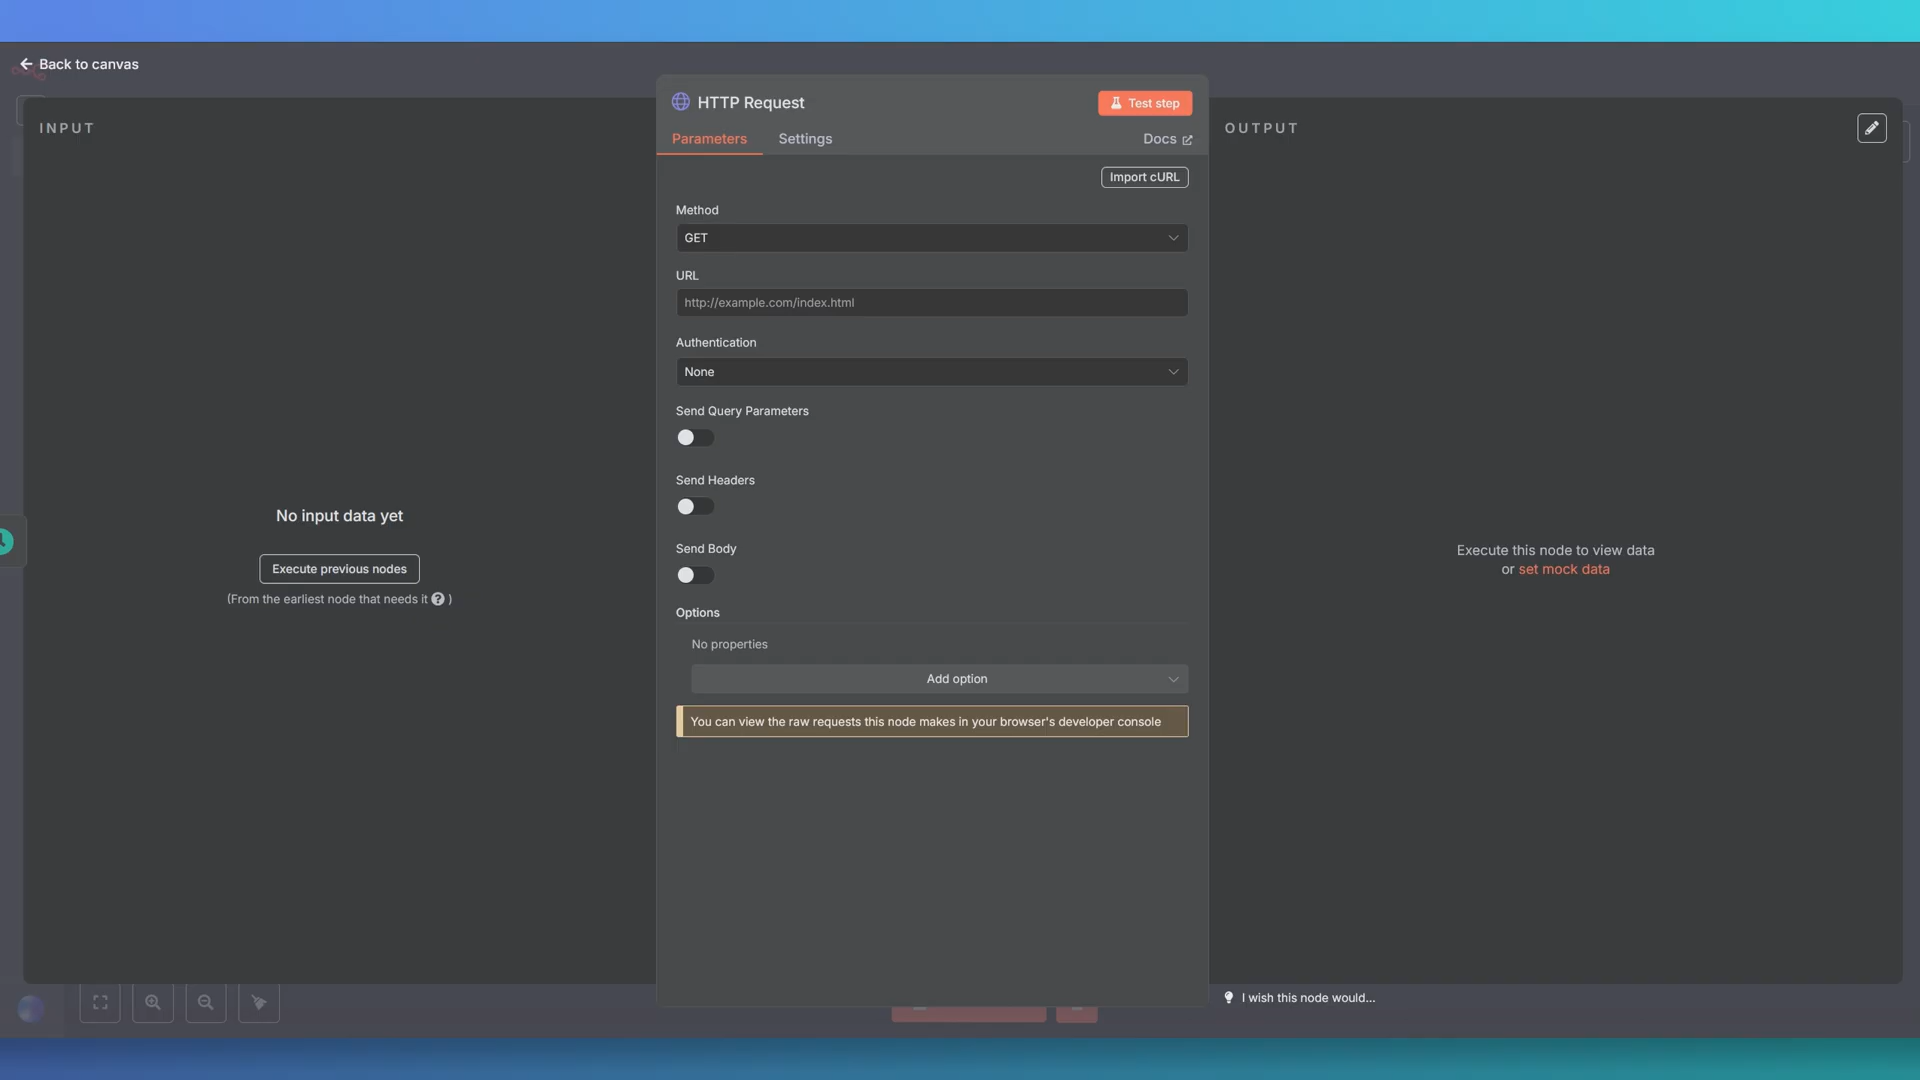 Back to canvas
INPUT
No input data yet
Execute previous nodes
(From the earliest node that needs it ? )
HTTP Request
Test step
Parameters
Settings
Docs
Import cURL
Method
GET
URL
http://example.com/index.html
Authentication
None
Send Query Parameters
Send Headers
Send Body
Options
No properties
Add option
You can view the raw requests this node makes in your browser's developer console
OUTPUT
Execute this node to view data
or set mock data
I wish this node would...